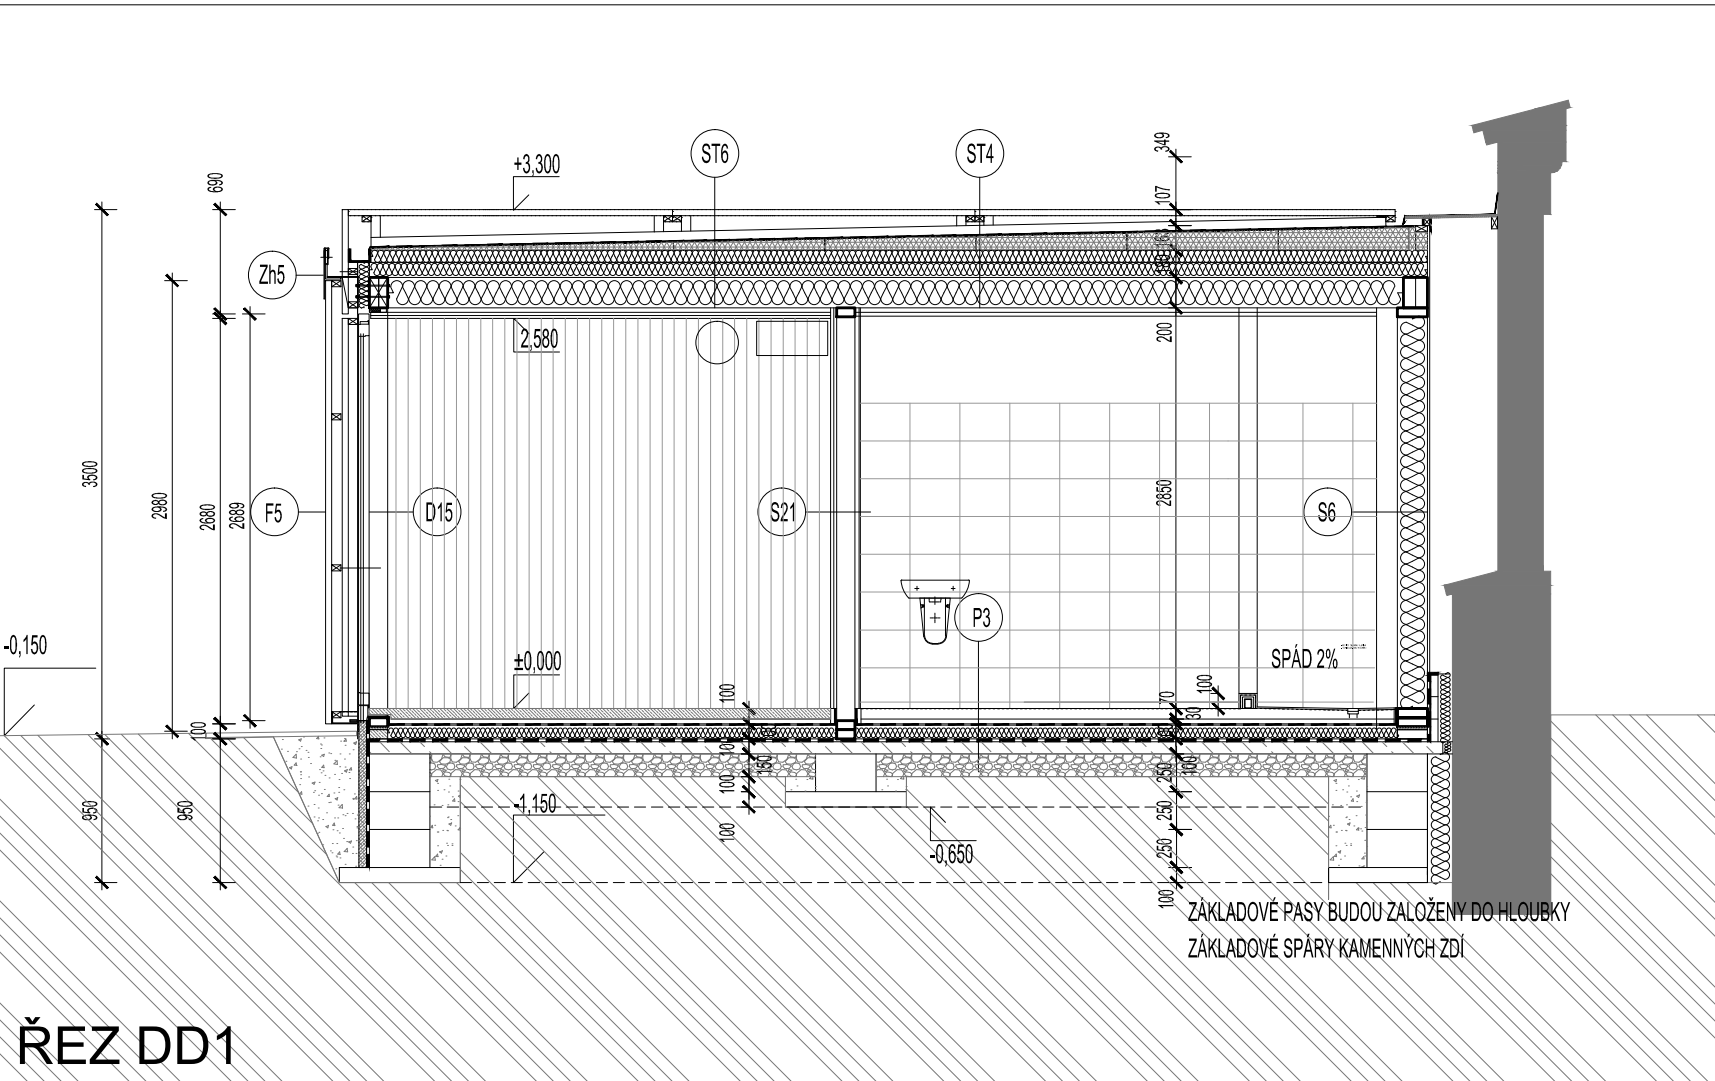 349
ST6
ST4
+3,300
690
107
Zh5
2,580
200
3500
2980
2680
2689
2850
F5
D15
S21
S6
P3
-0,150
±0,000
SPÁD 2%
100
100
70
30
100
100
150
250
100
950
950
100
-1,150
250
100
-0,650
250
100
ZÁKLADOVÉ PASY BUDOU ZALOŽENY DO HLOUBKY
ZÁKLADOVÉ SPÁRY KAMENNÝCH ZDÍ
ŘEZ DD1